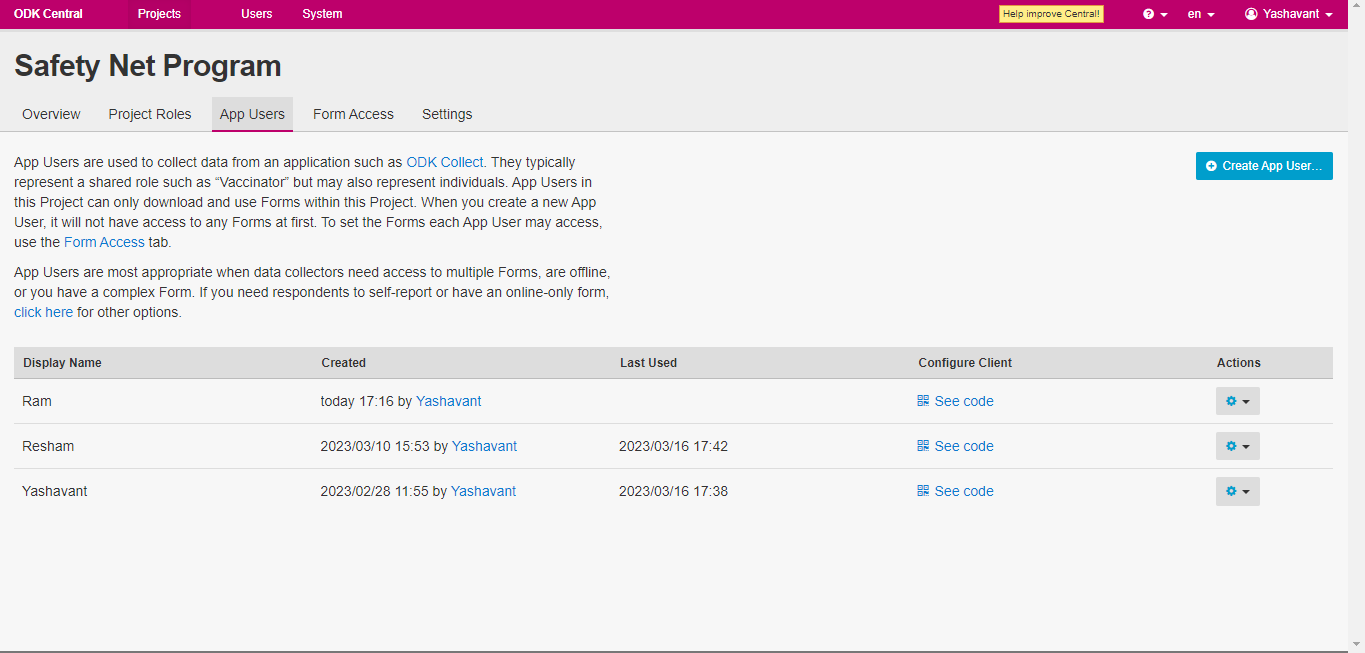 ODK Central Projects Users System Help improve Central! ? en Yashavant
Safety Net Program
Overview Project Roles App Users Form Access Settings
App Users are used to collect data from an application such as ODK Collect. They typically
represent a shared role such as “Vaccinator” but may also represent individuals. App Users in
this Project can only download and use Forms within this Project. When you create a new App
User, it will not have access to any Forms at first. To set the Forms each App User may access,
use the Form Access tab.
Create App User...
App Users are most appropriate when data collectors need access to multiple Forms, are offline,
or you have a complex Form. If you need respondents to self-report or have an online-only form,
click here for other options.
Display Name Created Last Used Configure Client Actions
Ram today 17:16 by Yashavant See code
Resham 2023/03/10 15:53 by Yashavant 2023/03/16 17:42 See code
Yashavant 2023/02/28 11:55 by Yashavant 2023/03/16 17:38 See code